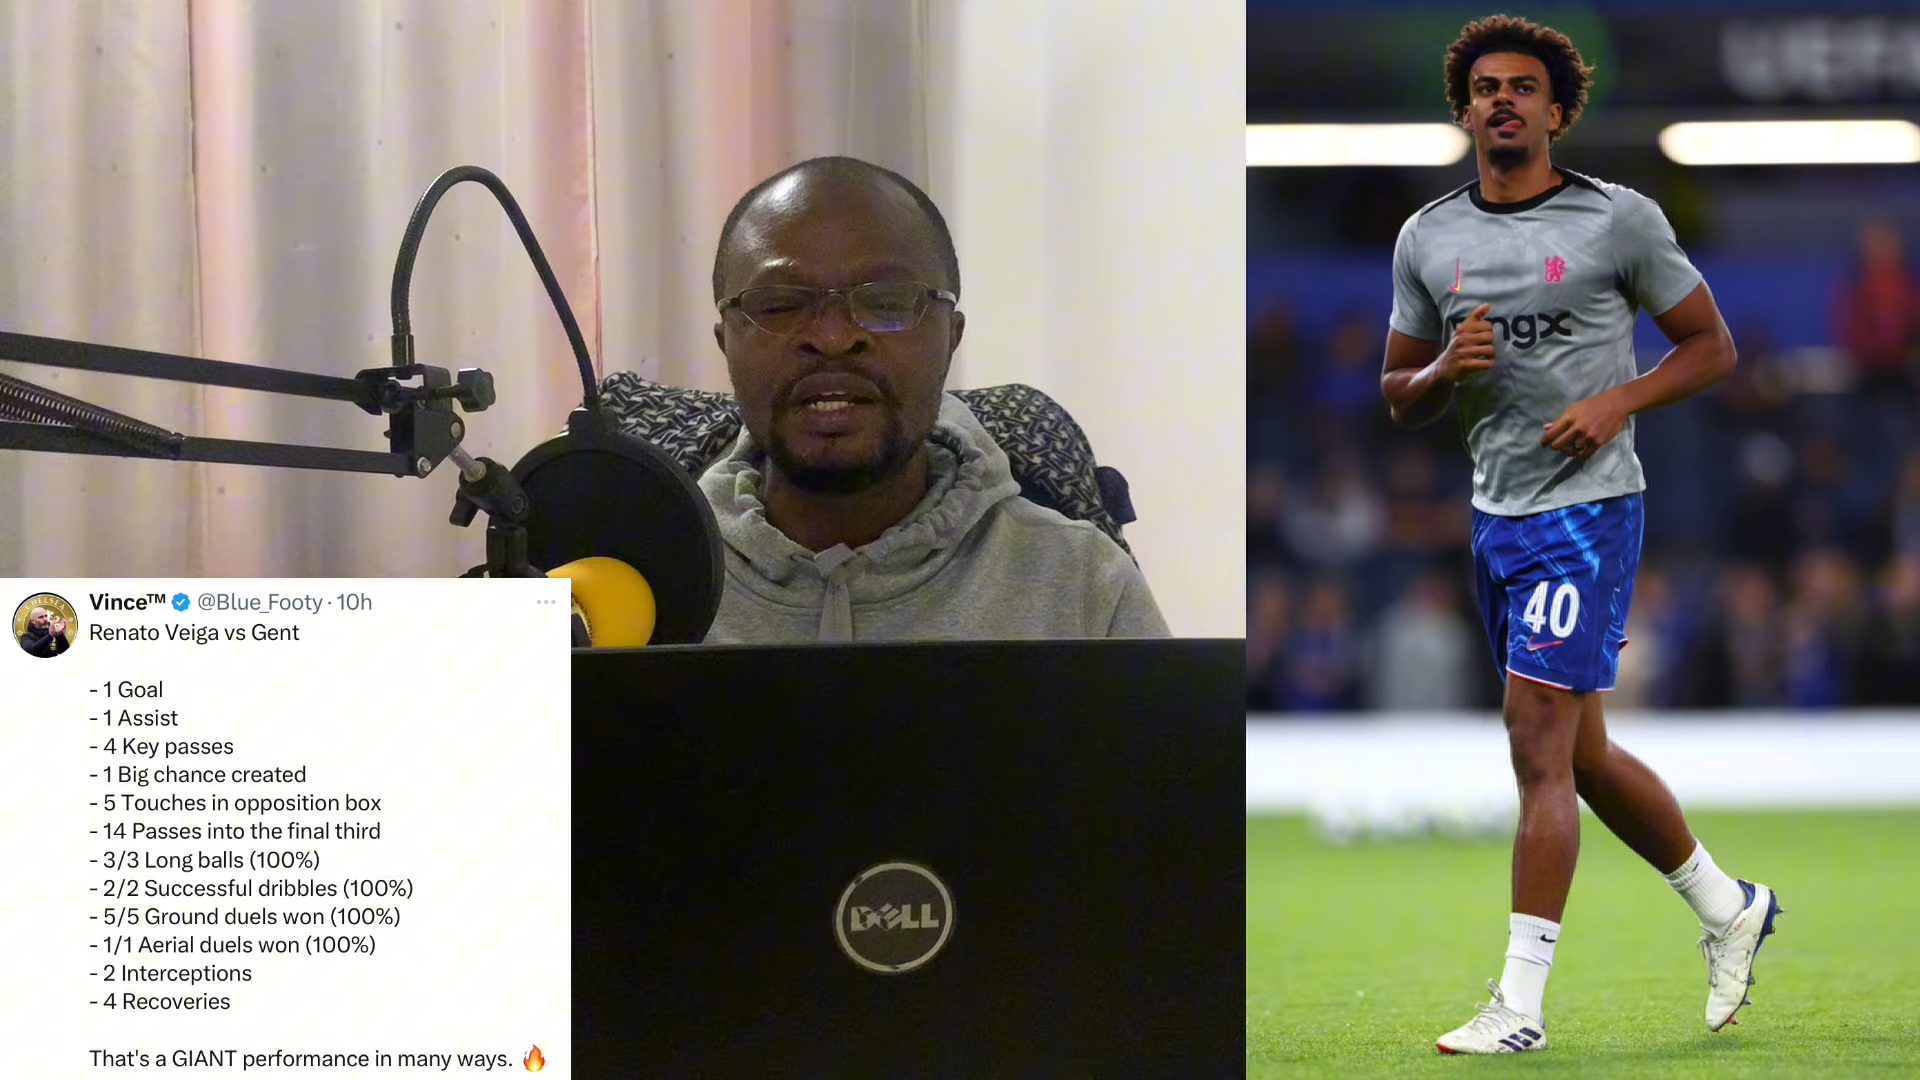 Vince™ @Blue_Footy · 10h
Renato Veiga vs Gent
- 1 Goal
- 1 Assist
- 4 Key passes
- 1 Big chance created
- 5 Touches in opposition box
- 14 Passes into the final third
- 3/3 Long balls (100%)
- 2/2 Successful dribbles (100%)
- 5/5 Ground duels won (100%)
- 1/1 Aerial duels won (100%)
- 2 Interceptions
- 4 Recoveries
That's a GIANT performance in many ways. 🔥
DELL
40